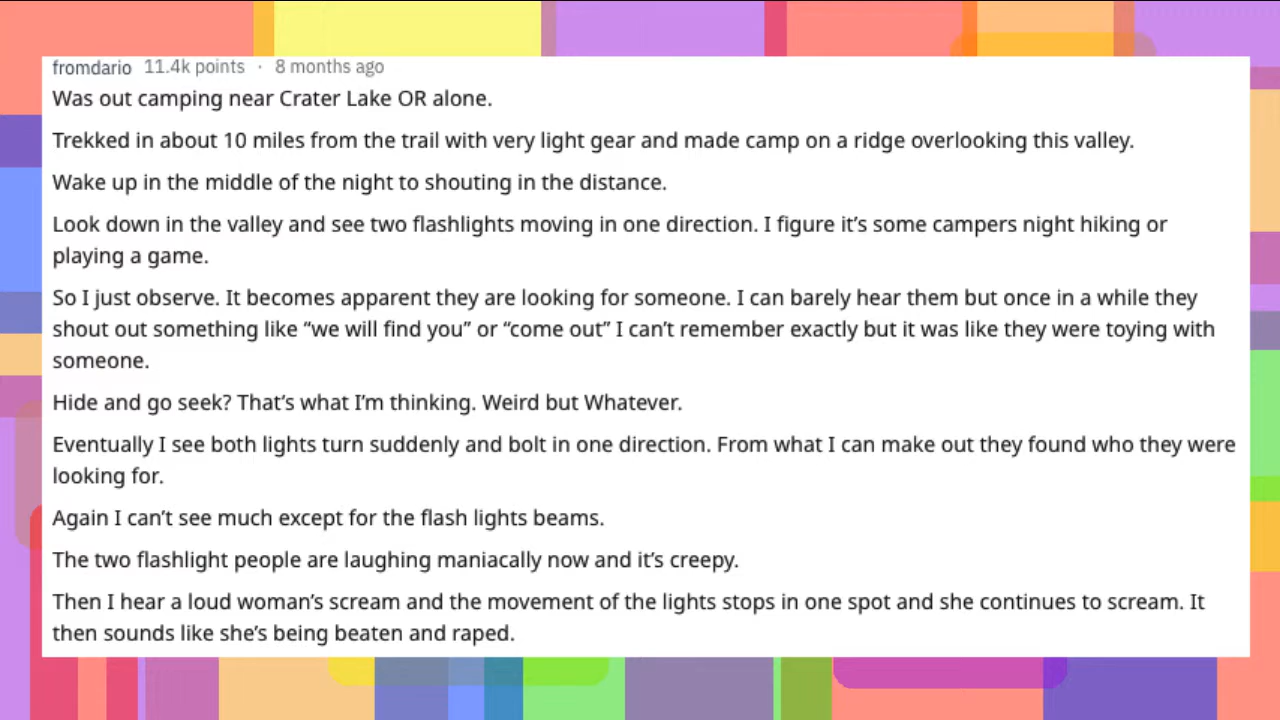 fromdario 11.4k points · 8 months ago
Was out camping near Crater Lake OR alone.
Trekked in about 10 miles from the trail with very light gear and made camp on a ridge overlooking this valley.
Wake up in the middle of the night to shouting in the distance.
Look down in the valley and see two flashlights moving in one direction. I figure it’s some campers night hiking or
playing a game.
So I just observe. It becomes apparent they are looking for someone. I can barely hear them but once in a while they
shout out something like “we will find you” or “come out” I can’t remember exactly but it was like they were toying with
someone.
Hide and go seek? That’s what I’m thinking. Weird but Whatever.
Eventually I see both lights turn suddenly and bolt in one direction. From what I can make out they found who they were
looking for.
Again I can’t see much except for the flash lights beams.
The two flashlight people are laughing maniacally now and it’s creepy.
Then I hear a loud woman’s scream and the movement of the lights stops in one spot and she continues to scream. It
then sounds like she’s being beaten and raped.